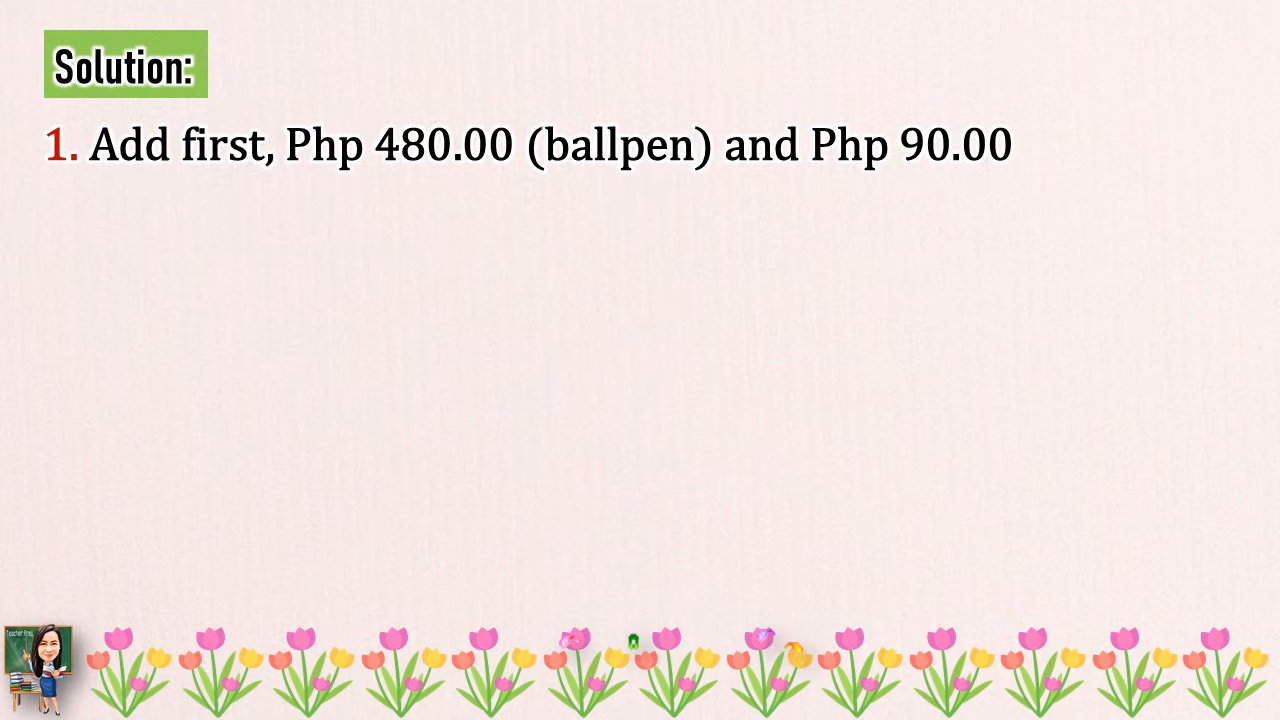 Solution:
1. Add first, Php 480.00 (ballpen) and Php 90.00